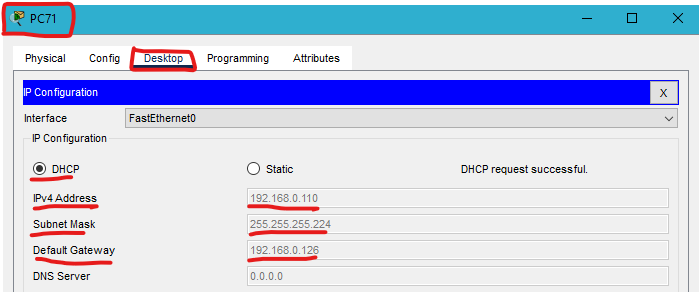 PC71
Physical Config Desktop Programming Attributes
IP Configuration X
Interface FastEthernet0
IP Configuration
DHCP Static DHCP request successful.
IPv4 Address 192.168.0.110
Subnet Mask 255.255.255.224
Default Gateway 192.168.0.126
DNS Server 0.0.0.0